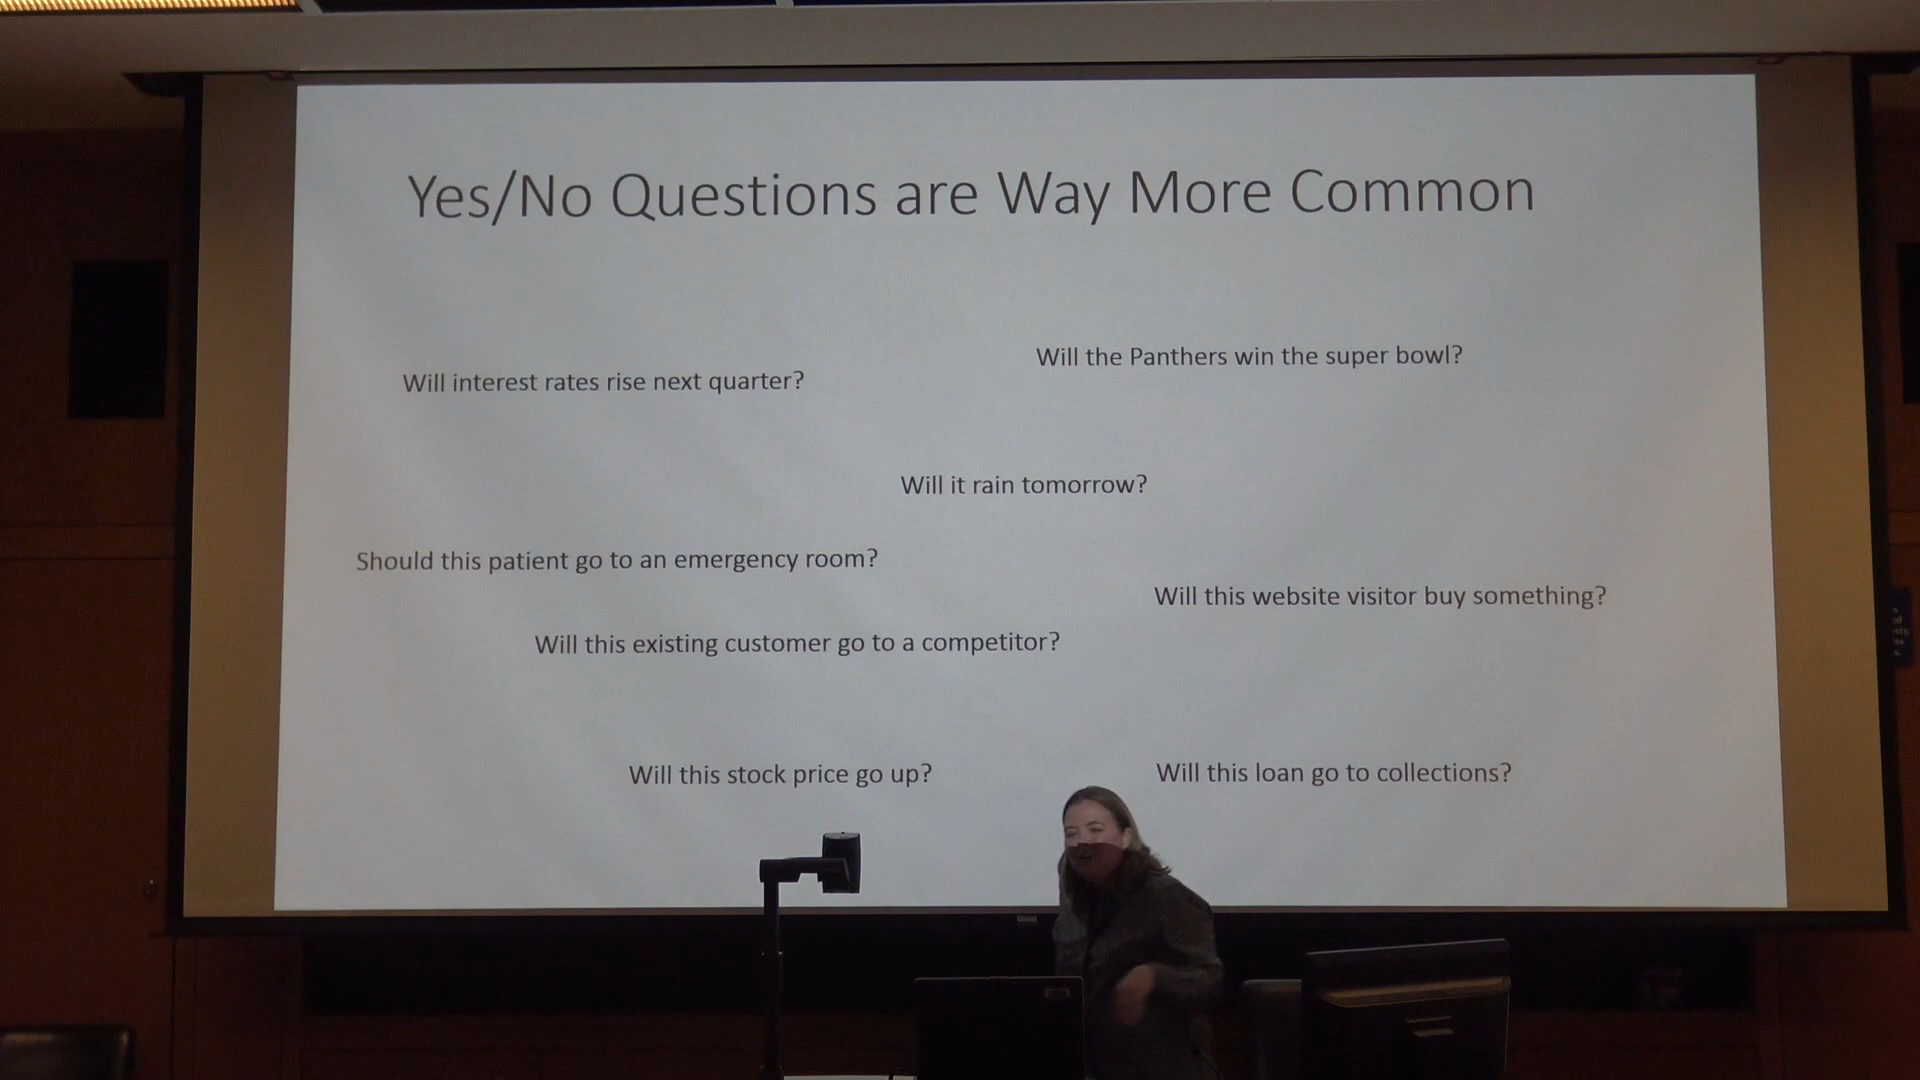 Yes/No Questions are Way More Common
Will the Panthers win the super bowl?
Will interest rates rise next quarter?
Will it rain tomorrow?
Should this patient go to an emergency room?
Will this website visitor buy something?
Will this existing customer go to a competitor?
Will this stock price go up?
Will this loan go to collections?